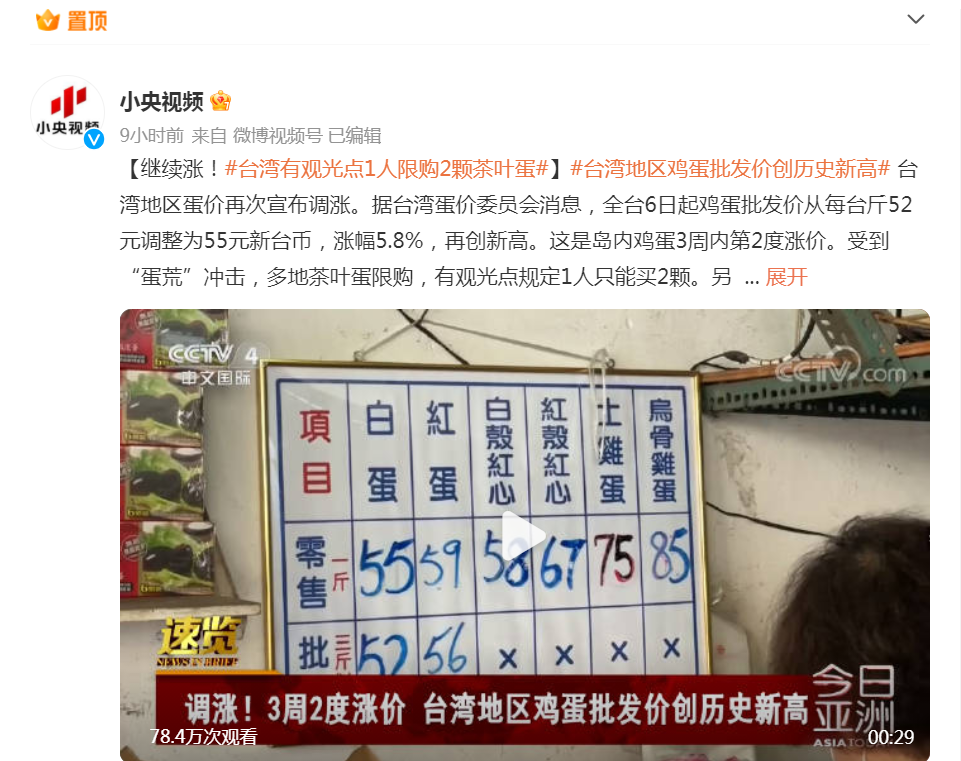 置顶
小央视频
小央视频
9小时前 来自 微博视频号 已编辑
【继续涨！#台湾有观光点1人限购2颗茶叶蛋#】#台湾地区鸡蛋批发价创历史新高# 台
湾地区蛋价再次宣布调涨。据台湾蛋价委员会消息，全台6日起鸡蛋批发价从每台斤52
元调整为55元新台币，涨幅5.8%，再创新高。这是岛内鸡蛋3周内第2度涨价。受到
“蛋荒”冲击，多地茶叶蛋限购，有观光点规定1人只能买2颗。另 ... 展开
CCTV 4
中文国际
CCTV.com
項目 白蛋 紅蛋 白殼紅心 紅殼紅心 土雞蛋 烏骨雞蛋
零售 一斤 55 59 58 67 75 85
批 三斤 52 56 x x x x
速览
NEWS IN BRIEF
调涨！3周2度涨价 台湾地区鸡蛋批发价创历史新高
今日
亚洲
ASIA TODAY
78.4万次观看
00:29